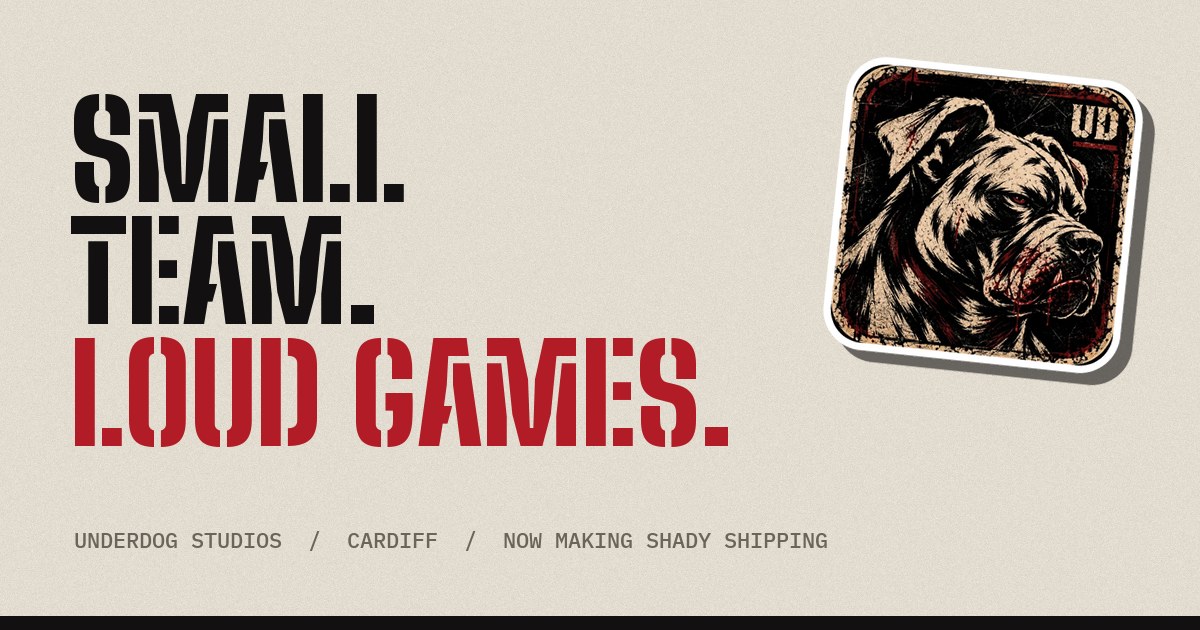 SMALL
TEAM.
LOUD GAMES.
UD
UNDERDOG STUDIOS / CARDIFF / NOW MAKING SHADY SHIPPING